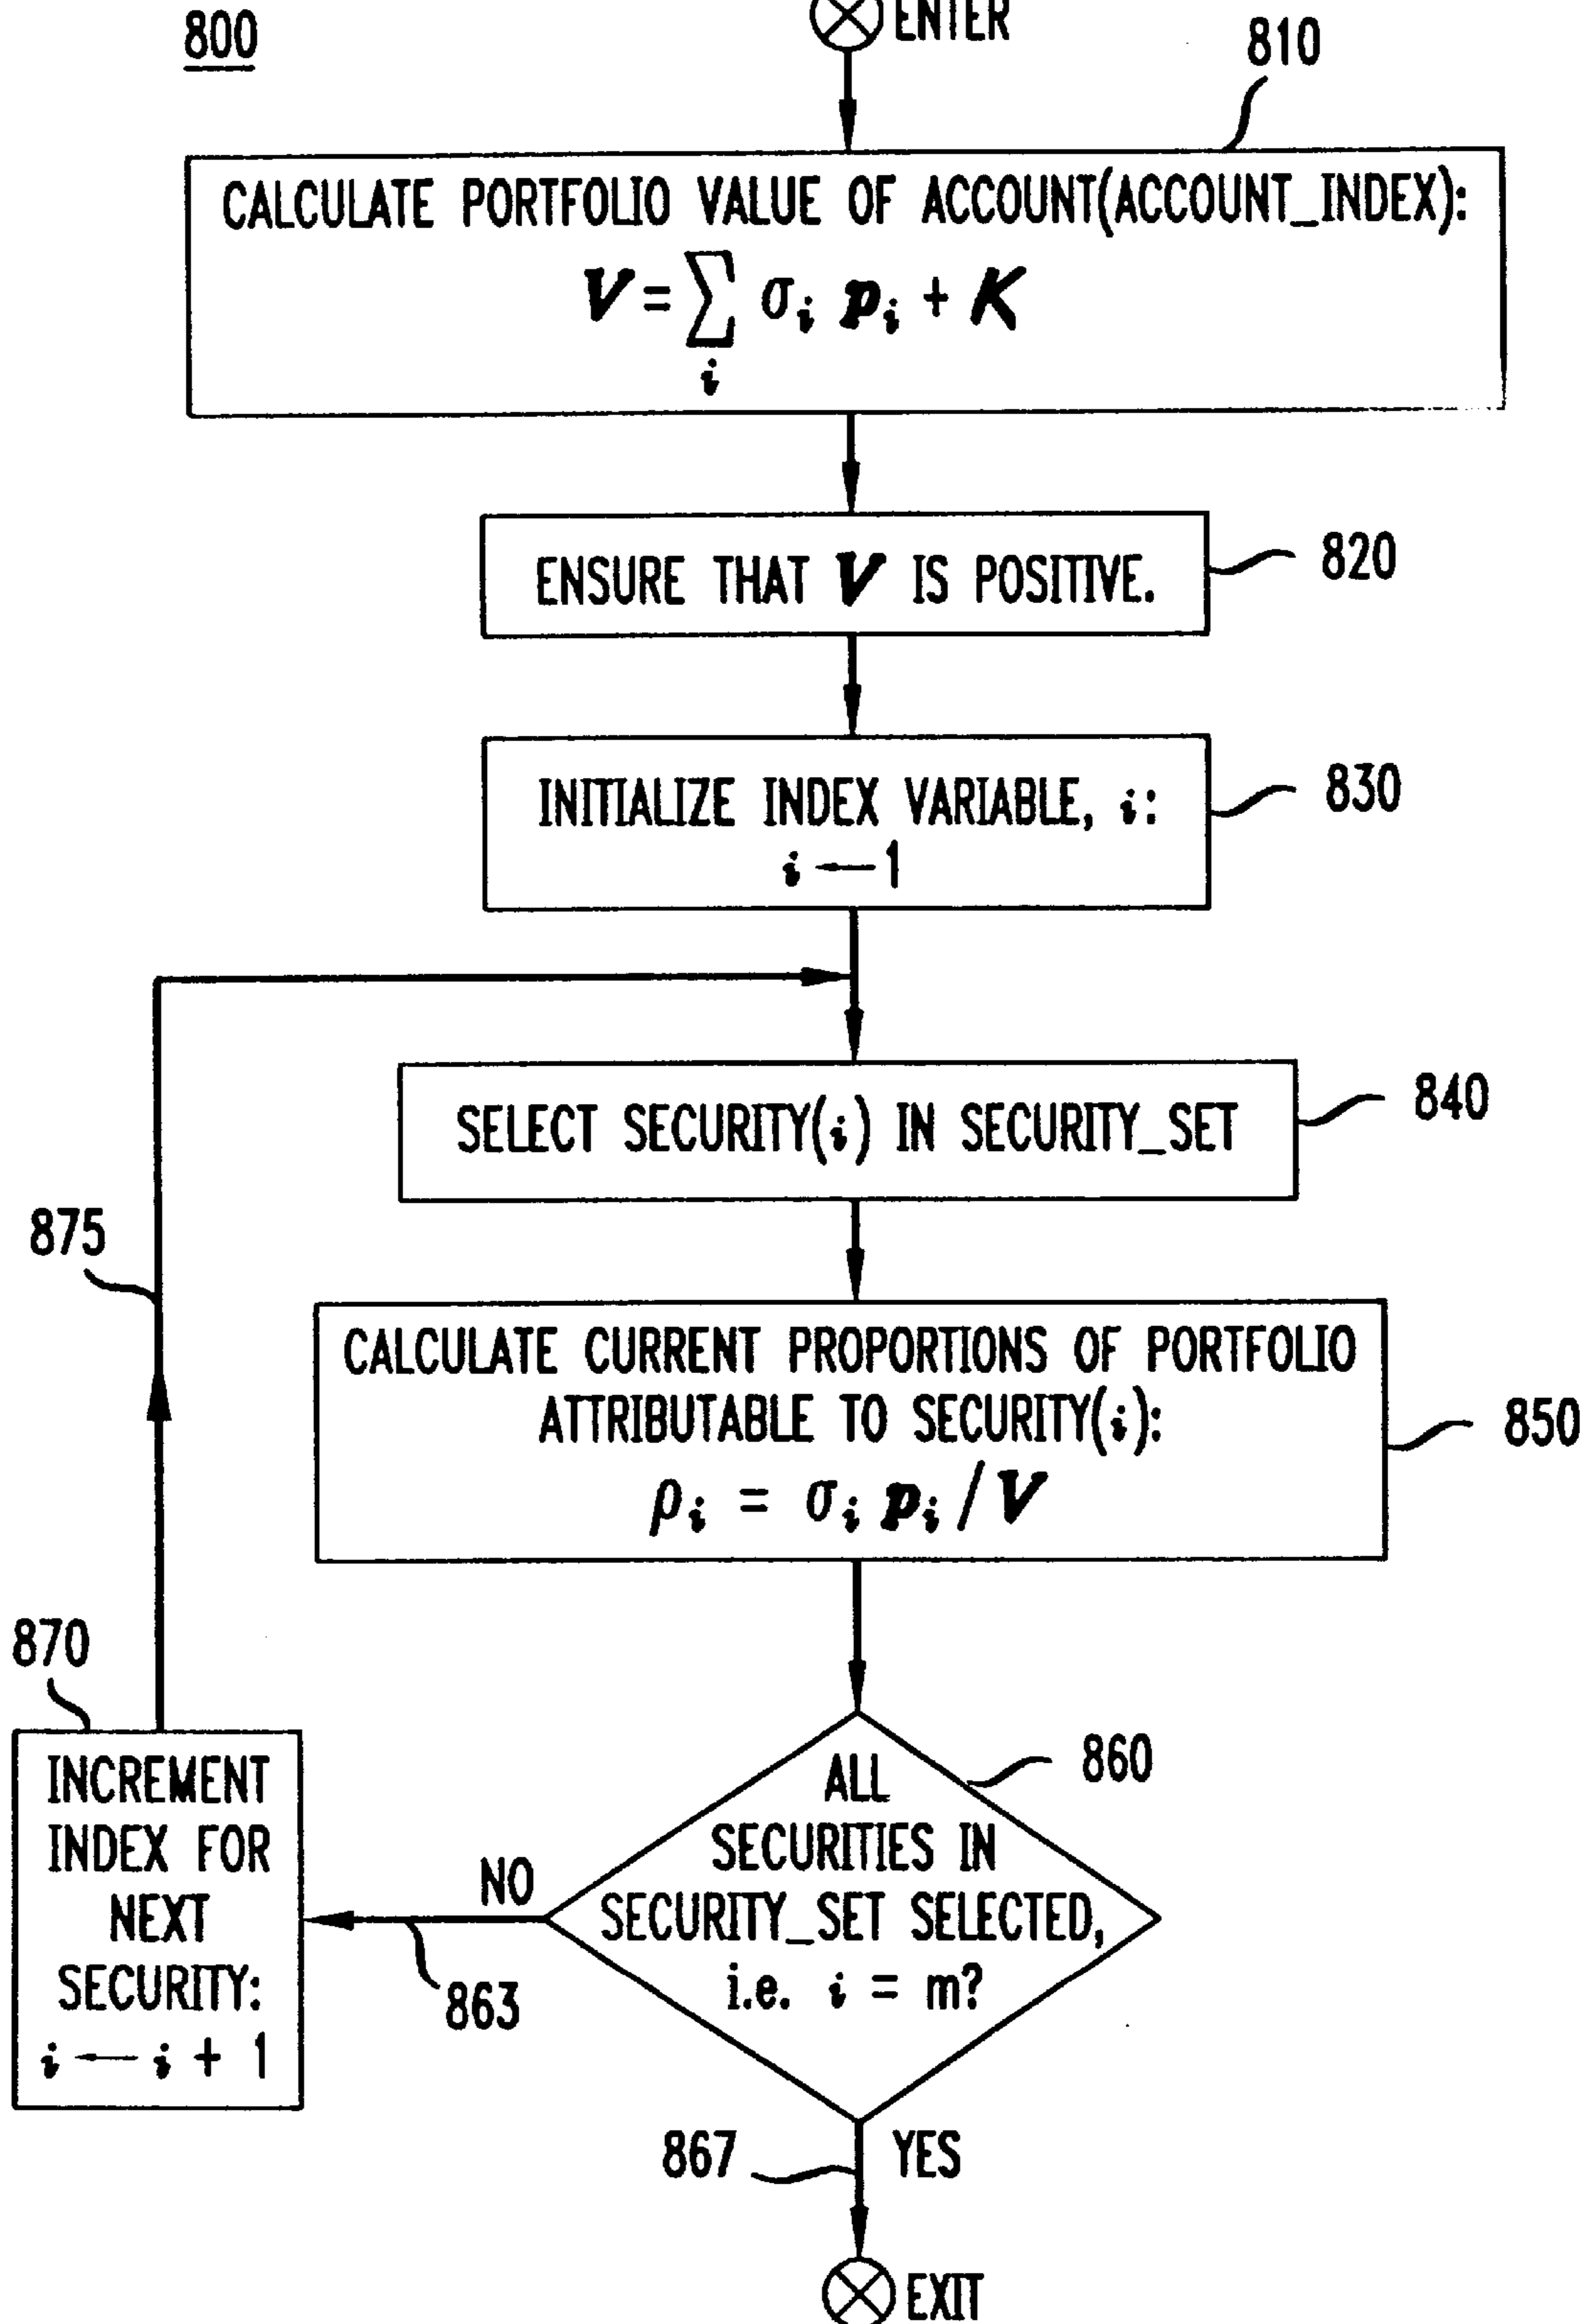 800
ENTER
810
CALCULATE PORTFOLIO VALUE OF ACCOUNT(ACCOUNT_INDEX):
V = ∑ σi pi + K
i
ENSURE THAT V IS POSITIVE.
820
INITIALIZE INDEX VARIABLE, i:
i ← 1
830
SELECT SECURITY(i) IN SECURITY_SET
840
875
CALCULATE CURRENT PROPORTIONS OF PORTFOLIO
ATTRIBUTABLE TO SECURITY(i):
ρi = σi pi / V
850
870
INCREMENT
INDEX FOR
NEXT
SECURITY:
i ← i + 1
860
ALL
SECURITIES IN
SECURITY_SET SELECTED,
i.e. i = m?
NO
863
867
YES
EXIT